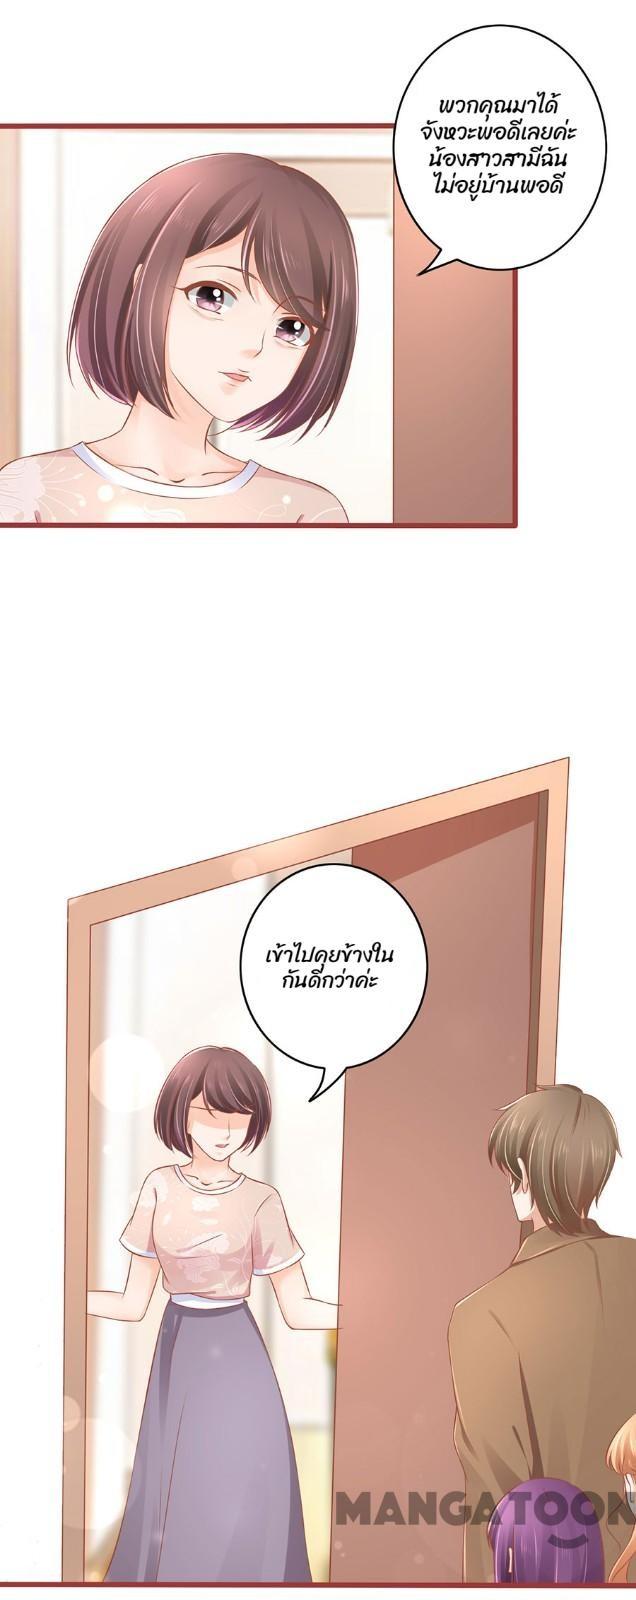 พวกคุณมาได้
จังหวะพอดีเลยค่ะ
น้องสาวสามีฉัน
ไม่อยู่บ้านพอดี
เข้าไปคุยข้างใน
กันดีกว่าค่ะ
MANGATOON